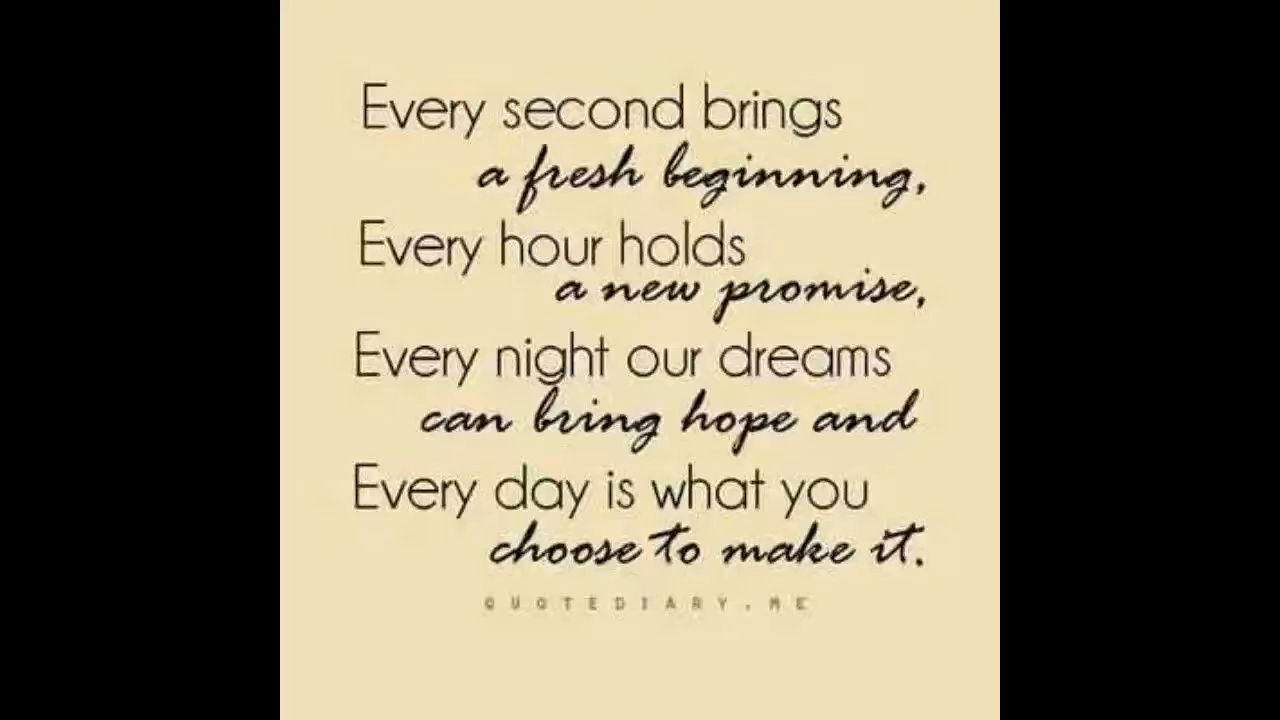 Every second brings
a fresh beginning,
Every hour holds
a new promise,
Every night our dreams
can bring hope and
Every day is what you
choose to make it.
QUOTEDIARY.ME